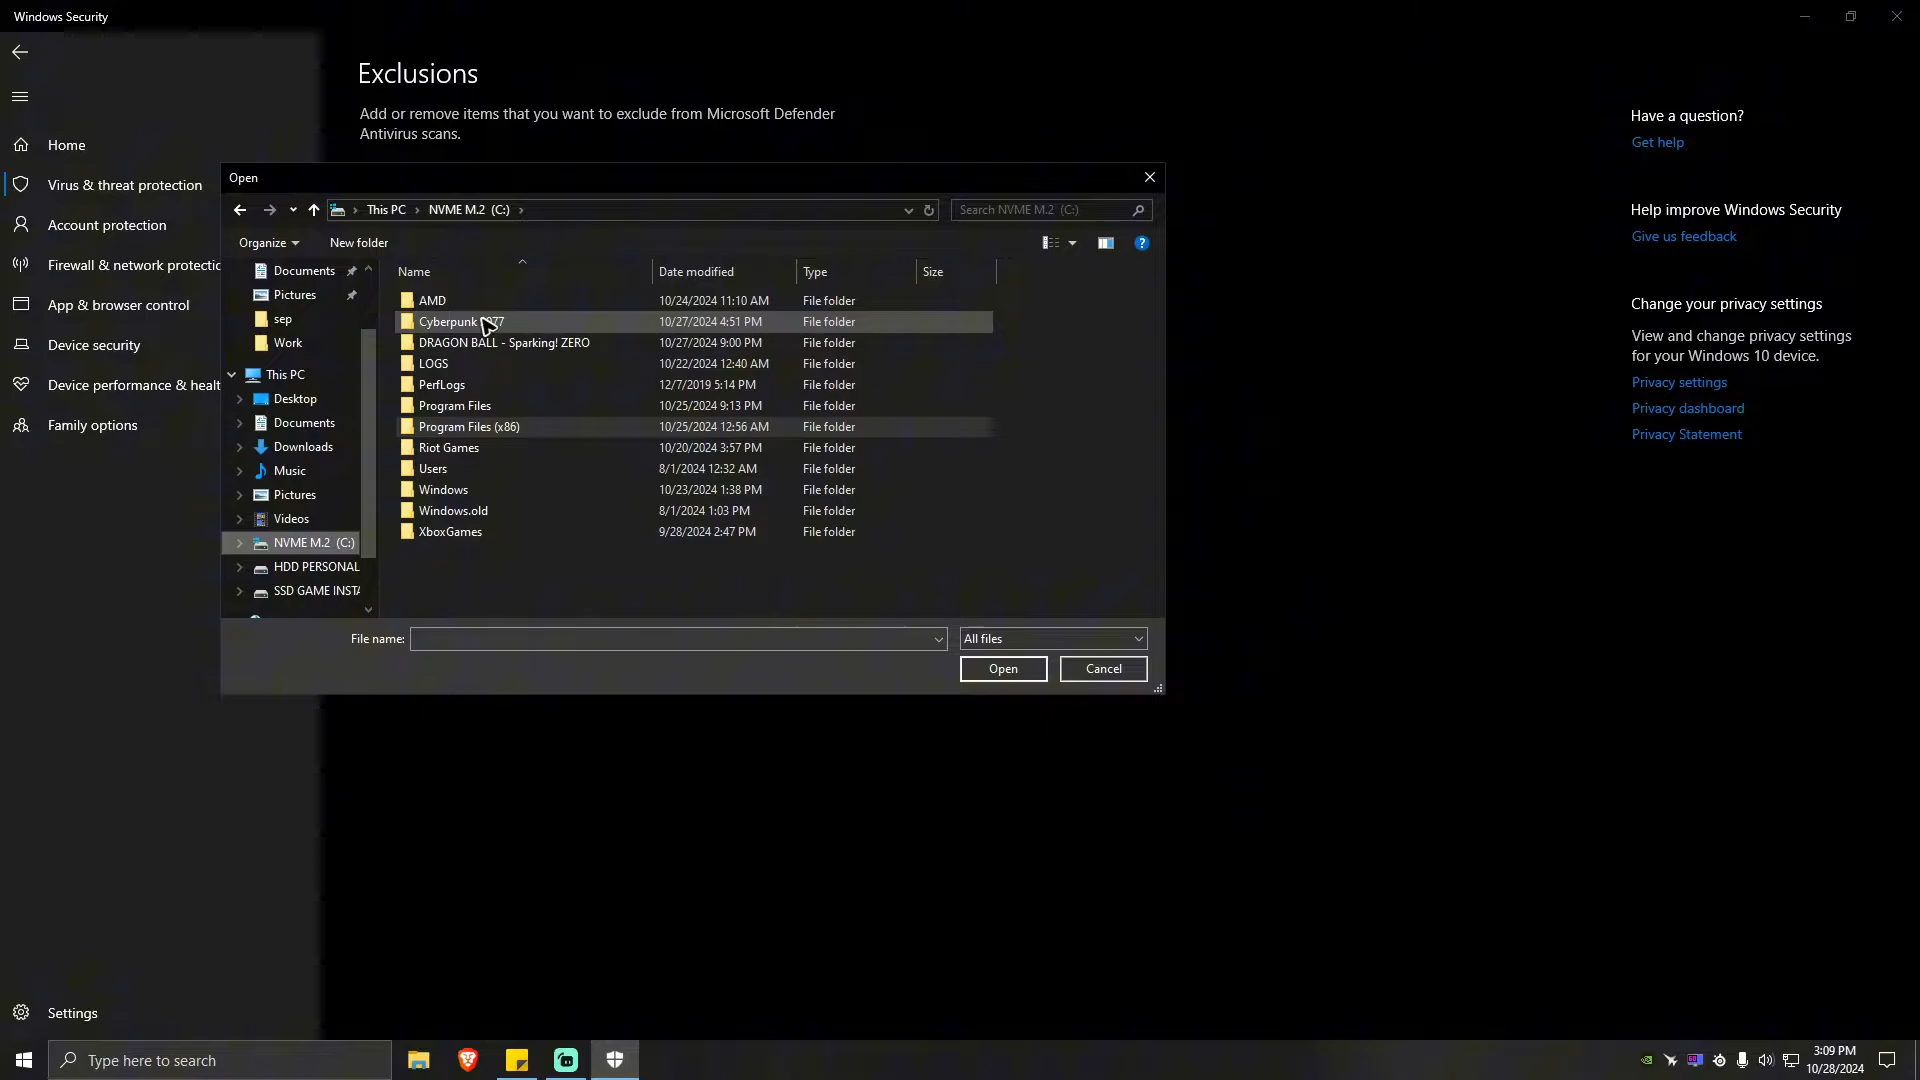 Windows Security
Exclusions
Add or remove items that you want to exclude from Microsoft Defender
Antivirus scans.
Home
Virus & threat protection
Account protection
Firewall & network protectio
App & browser control
Device security
Device performance & healt
Family options
Settings
Have a question?
Get help
Help improve Windows Security
Give us feedback
Change your privacy settings
View and change privacy settings
for your Windows 10 device.
Privacy settings
Privacy dashboard
Privacy Statement
Open
This PC
NVME M.2 (C:)
Search NVME M.2 (C:)
Organize
New folder
Documents
Pictures
sep
Work
This PC
Desktop
Documents
Downloads
Music
Pictures
Videos
NVME M.2 (C:)
HDD PERSONAL
SSD GAME INSTA
Name Date modified Type Size
AMD 10/24/2024 11:10 AM File folder
Cyberpunk 10/27/2024 4:51 PM File folder
DRAGON BALL - Sparking! ZERO 10/27/2024 9:00 PM File folder
LOGS 10/22/2024 12:40 AM File folder
PerfLogs 12/7/2019 5:14 PM File folder
Program Files 10/25/2024 9:13 PM File folder
Program Files (x86) 10/25/2024 12:56 AM File folder
Riot Games 10/20/2024 3:57 PM File folder
Users 8/1/2024 12:32 AM File folder
Windows 10/23/2024 1:38 PM File folder
Windows.old 8/1/2024 1:03 PM File folder
XboxGames 9/28/2024 2:47 PM File folder
File name:
All files
Open
Cancel
Type here to search
3:09 PM
10/28/2024